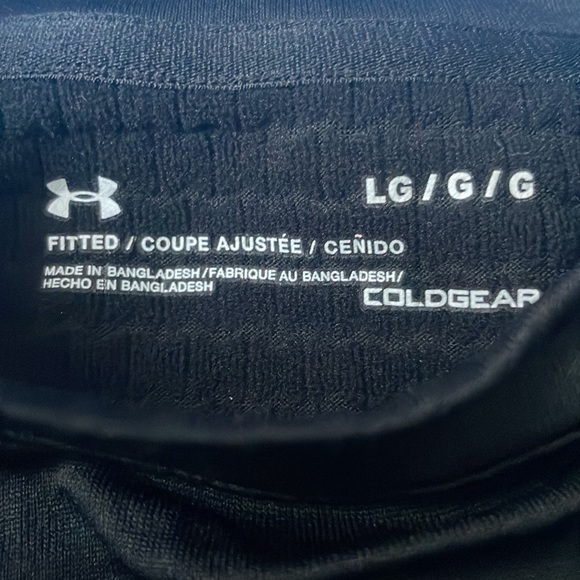 LG / G / G
FITTED / COUPE AJUSTÉE / CEÑIDO
MADE IN BANGLADESH/FABRIQUE AU BANGLADESH/
HECHO EN BANGLADESH
COLDGEAR